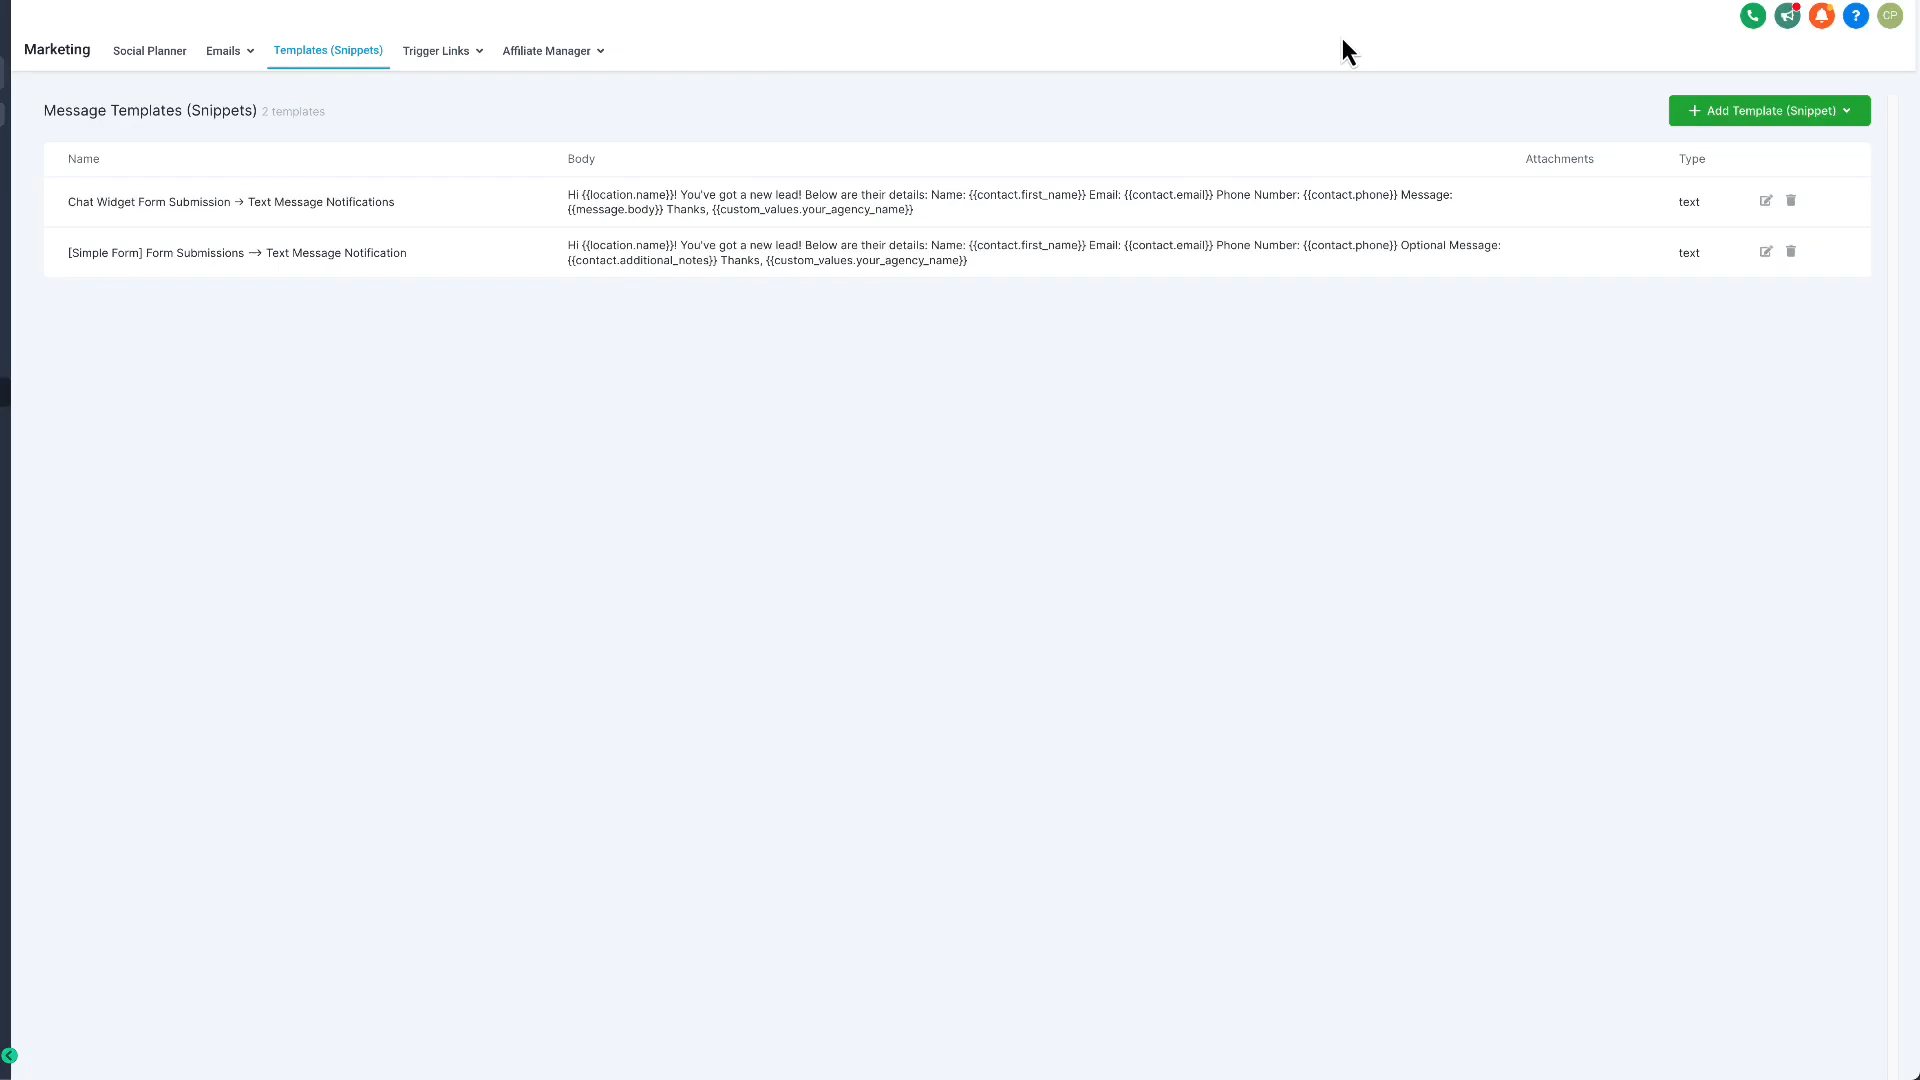 CP
Marketing
Social Planner
Emails
Templates (Snippets)
Trigger Links
Affiliate Manager
Message Templates (Snippets) 2 templates
Add Template (Snippet)
Name
Body
Attachments
Type
Chat Widget Form Submission → Text Message Notifications
Hi {{location.name}}! You've got a new lead! Below are their details: Name: {{contact.first_name}} Email: {{contact.email}} Phone Number: {{contact.phone}} Message:
{{message.body}} Thanks, {{custom_values.your_agency_name}}
text
[Simple Form] Form Submissions → Text Message Notification
Hi {{location.name}}! You've got a new lead! Below are their details: Name: {{contact.first_name}} Email: {{contact.email}} Phone Number: {{contact.phone}} Optional Message:
{{contact.additional_notes}} Thanks, {{custom_values.your_agency_name}}
text